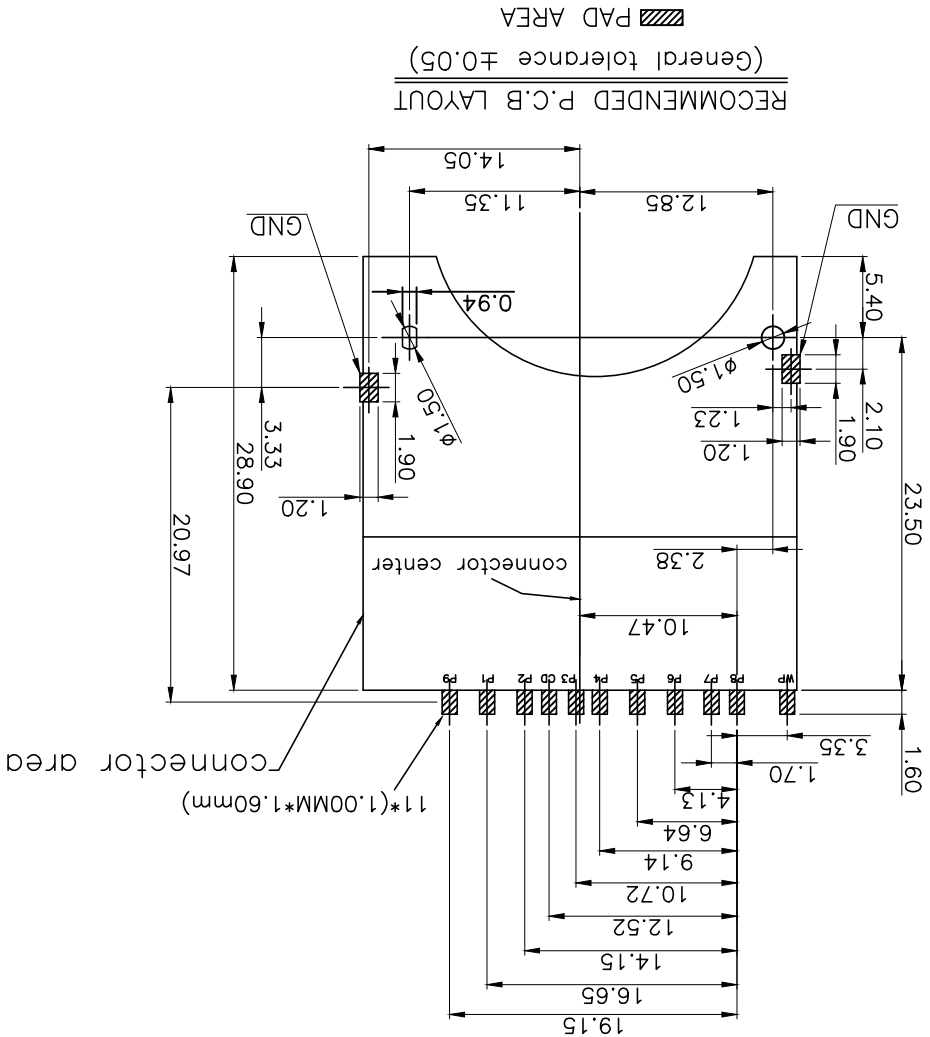 19.15
16.65
14.15
12.52
10.72
9.14
6.64
4.13
1.70
3.35
1.60
11*(1.00MM*1.60mm)
connector area
WP P8 P7 P6 P5 P4 P3 CD P2 P1 P9
10.47
connector center
2.38
23.50
20.97
1.20
1.20
28.90
3.33
1.90
1.90
2.10
1.23
ø1.50
ø1.50
0.94
5.40
GND
GND
12.85
11.35
14.05
RECOMMENDED P.C.B LAYOUT
(General tolerance ±0.05)
PAD AREA